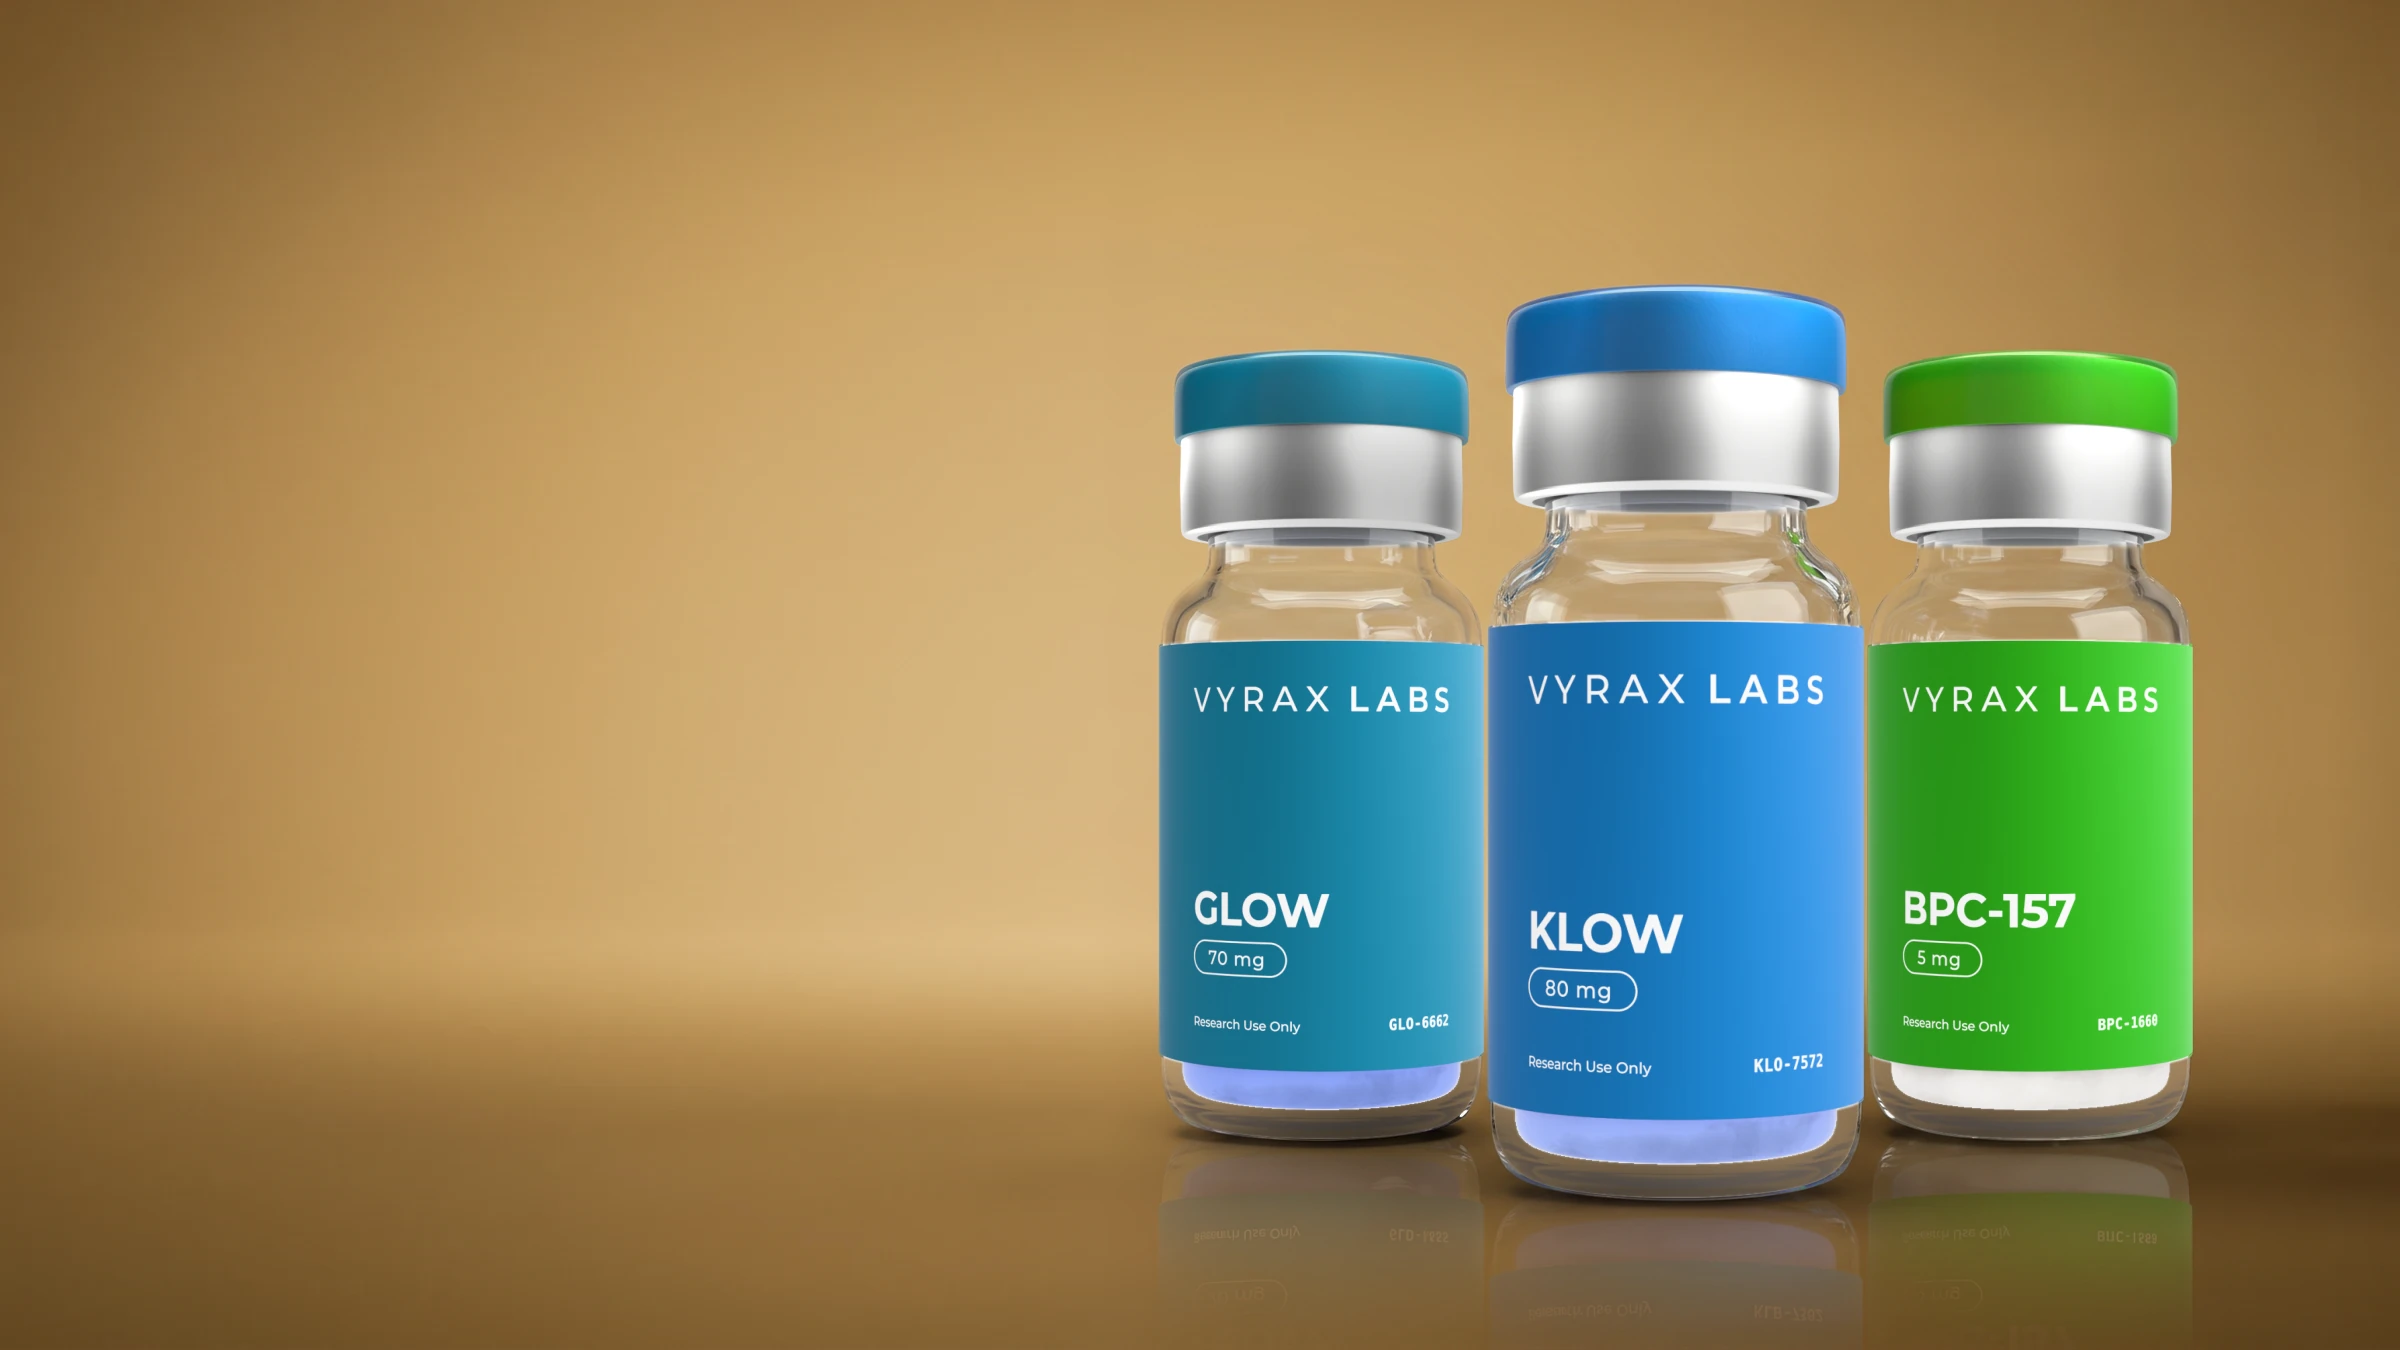 VYRAX LABS
GLOW
70 mg
Research Use Only
GLO-6662
VYRAX LABS
KLOW
80 mg
Research Use Only
KLO-7572
VYRAX LABS
BPC-157
5 mg
Research Use Only
BPC-1660